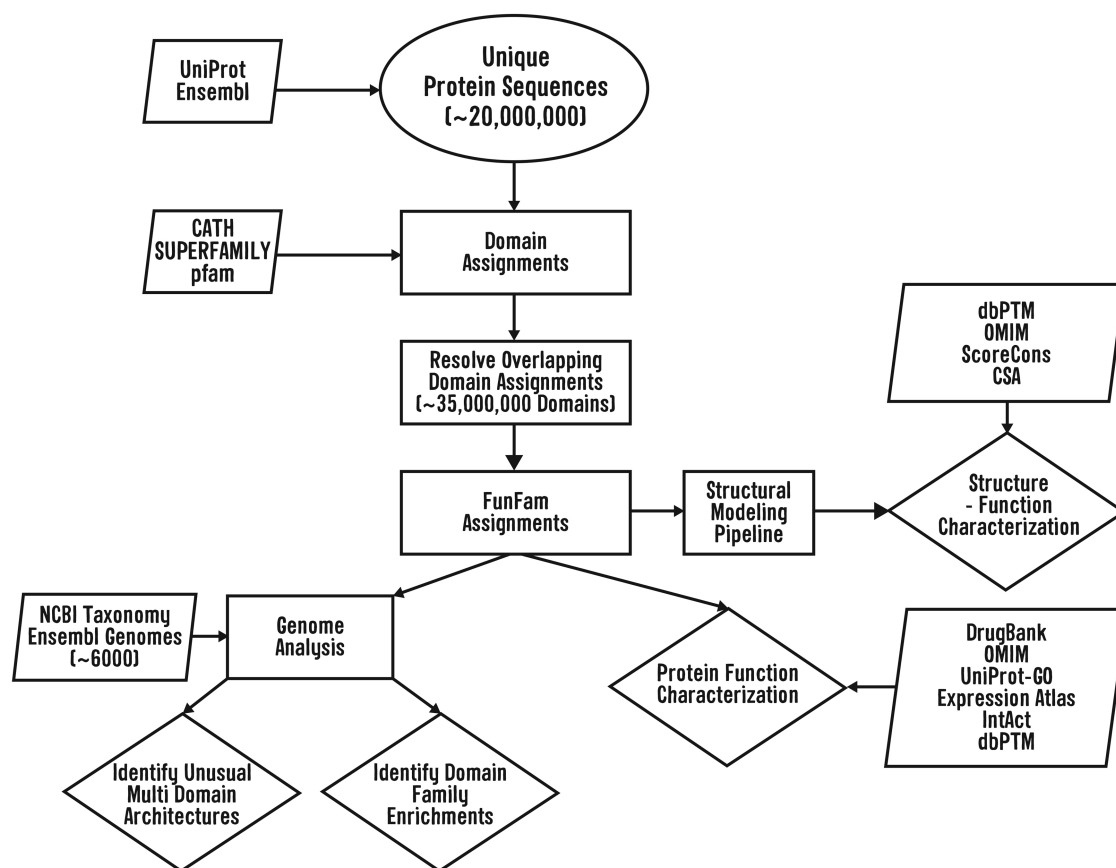 UniProt
Ensembl
Unique
Protein Sequences
(~20,000,000)
CATH
SUPERFAMILY
pfam
Domain
Assignments
Resolve Overlapping
Domain Assignments
(~35,000,000 Domains)
dbPTM
OMIM
ScoreCons
CSA
FunFam
Assignments
Structural
Modeling
Pipeline
Structure
- Function
Characterization
NCBI Taxonomy
Ensembl Genomes
(~6000)
Genome
Analysis
Protein Function
Characterization
DrugBank
OMIM
UniProt-GO
Expression Atlas
IntAct
dbPTM
Identify Unusual
Multi Domain
Architectures
Identify Domain
Family
Enrichments